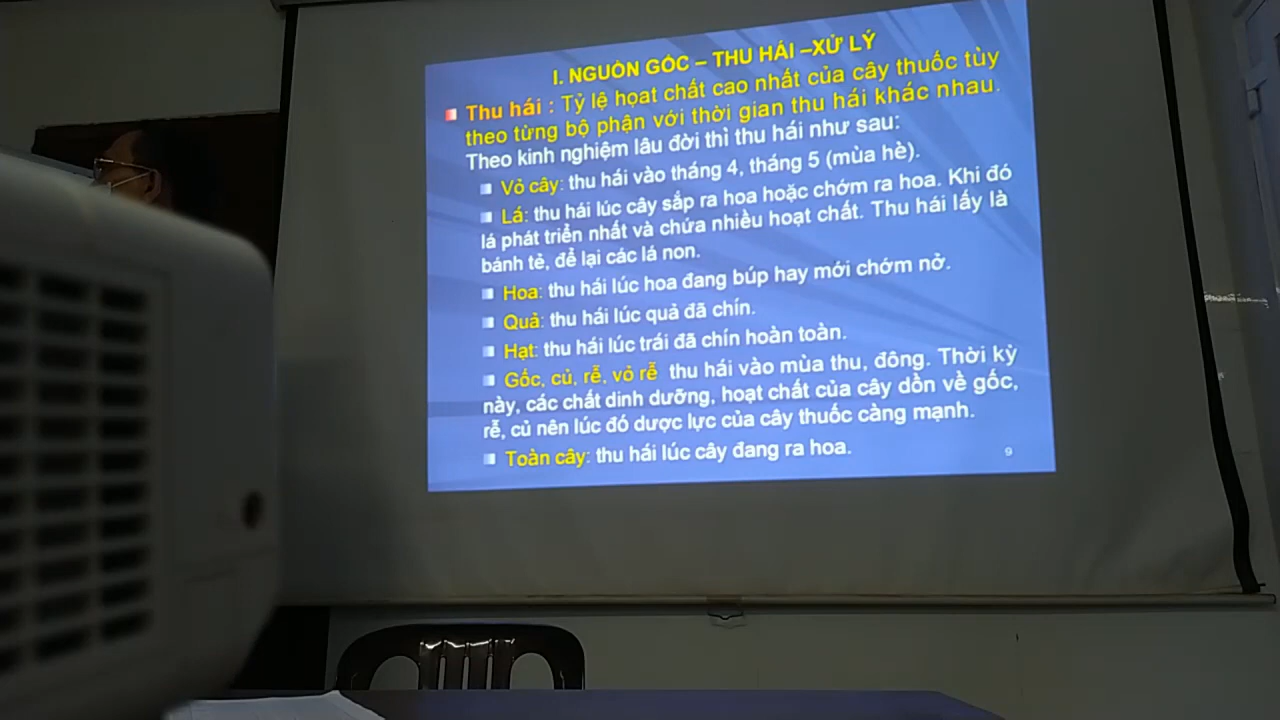 I. NGUỒN GỐC – THU HÁI –XỬ LÝ
Thu hái : Tỷ lệ họat chất cao nhất của cây thuốc tùy
theo từng bộ phận với thời gian thu hái khác nhau.
Theo kinh nghiệm lâu đời thì thu hái như sau:
Vỏ cây: thu hái vào tháng 4, tháng 5 (mùa hè).
Lá: thu hái lúc cây sắp ra hoa hoặc chớm ra hoa. Khi đó
lá phát triển nhất và chứa nhiều hoạt chất. Thu hái lấy là
bánh tẻ, để lại các lá non.
Hoa: thu hái lúc hoa đang búp hay mới chớm nở.
Quả: thu hái lúc quả đã chín.
Hạt: thu hái lúc trái đã chín hoàn toàn.
Gốc, củ, rễ, vỏ rễ thu hái vào mùa thu, đông. Thời kỳ
này, các chất dinh dưỡng, hoạt chất của cây dồn về gốc,
rễ, củ nên lúc đó dược lực của cây thuốc càng mạnh.
Toàn cây: thu hái lúc cây đang ra hoa.
9